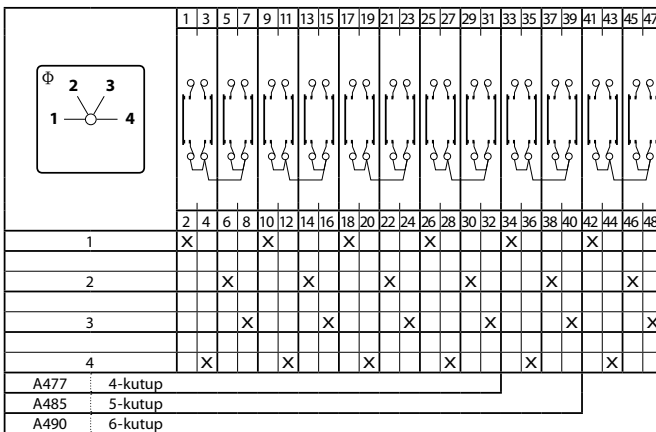 1 3 5 7 9 11 13 15 17 19 21 23 25 27 29 31 33 35 37 39 41 43 45 47
Φ 2 3
1 4
2 4 6 8 10 12 14 16 18 20 22 24 26 28 30 32 34 36 38 40 42 44 46 48
1 X X X X X X
2 X X X X X X
3 X X X X X X
4 X X X X X X
A477 4-kutup
A485 5-kutup
A490 6-kutup